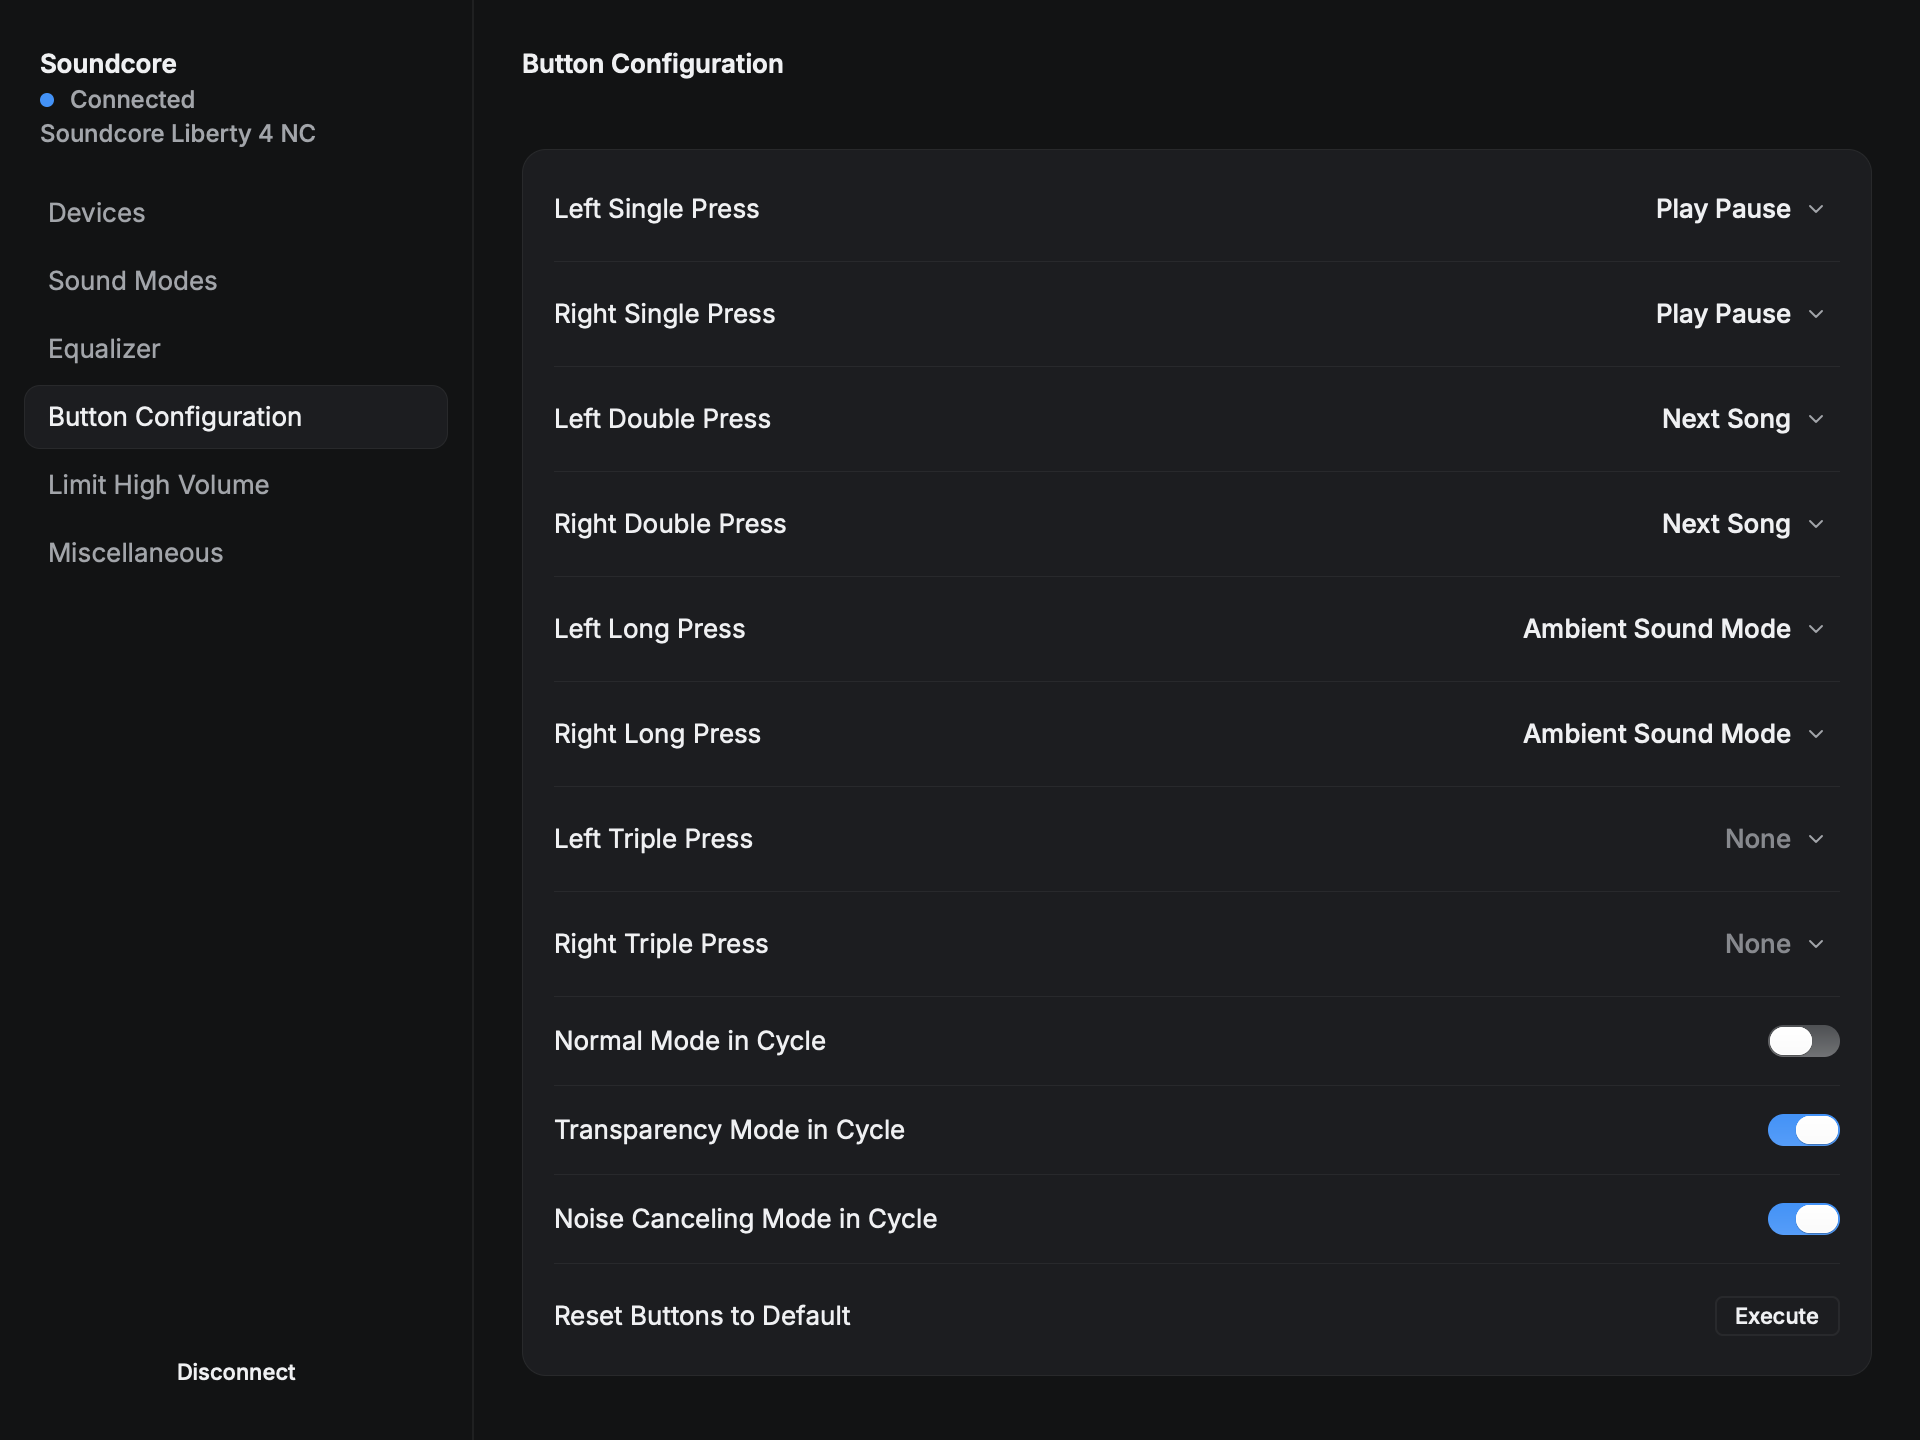 Soundcore
Connected
Soundcore Liberty 4 NC
Devices
Sound Modes
Equalizer
Button Configuration
Limit High Volume
Miscellaneous
Disconnect
Button Configuration
Left Single Press Play Pause
Right Single Press Play Pause
Left Double Press Next Song
Right Double Press Next Song
Left Long Press Ambient Sound Mode
Right Long Press Ambient Sound Mode
Left Triple Press None
Right Triple Press None
Normal Mode in Cycle
Transparency Mode in Cycle
Noise Canceling Mode in Cycle
Reset Buttons to Default Execute